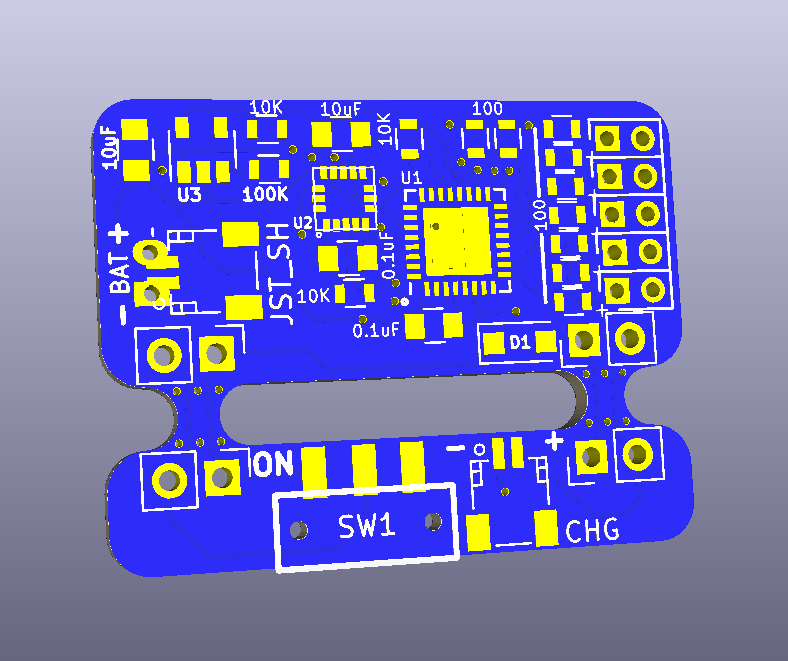 10K
10uF
100
10uF
10K
U3
100K
U1
U2
100
+
-
BAT
-
JST_SH
0.1uF
10K
+
0.1uF
D1
ON
-
+
SW1
CHG